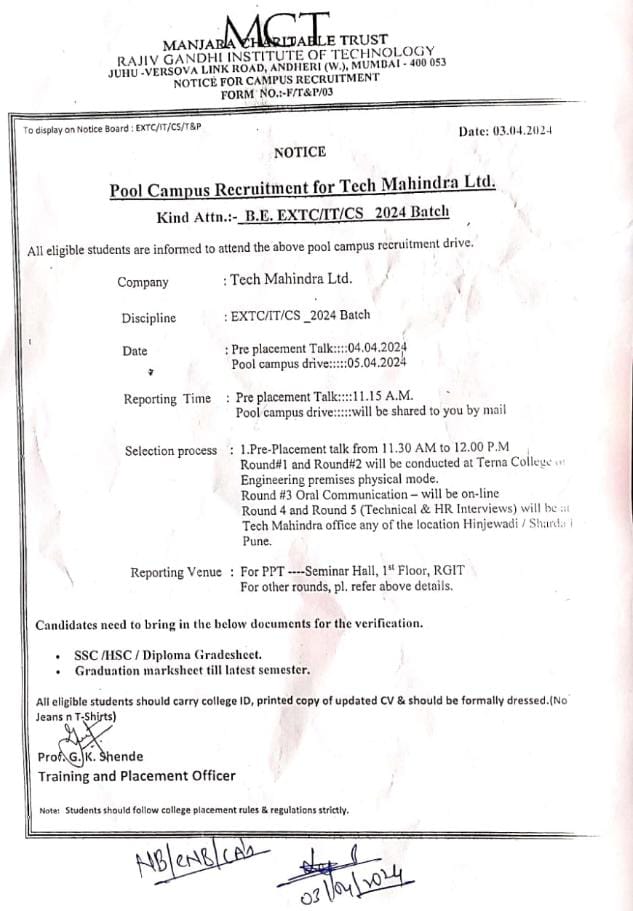 MCT
MANJARA CHARITABLE TRUST
RAJIV GANDHI INSTITUTE OF TECHNOLOGY
JUHU -VERSOVA LINK ROAD, ANDHERI (W.), MUMBAI - 400 053
NOTICE FOR CAMPUS RECRUITMENT
FORM NO.:-F/T&P/03
To display on Notice Board : EXTC/IT/CS/T&P
Date: 03.04.2024
NOTICE
Pool Campus Recruitment for Tech Mahindra Ltd.
Kind Attn.:- B.E. EXTC/IT/CS 2024 Batch
All eligible students are informed to attend the above pool campus recruitment drive.
Company : Tech Mahindra Ltd.
Discipline : EXTC/IT/CS _2024 Batch
Date : Pre placement Talk::::04.04.2024
Pool campus drive:::::05.04.2024
Reporting Time : Pre placement Talk::::11.15 A.M.
Pool campus drive:::::will be shared to you by mail
Selection process : 1.Pre-Placement talk from 11.30 AM to 12.00 P.M
Round#1 and Round#2 will be conducted at Terna College
Engineering premises physical mode.
Round #3 Oral Communication – will be on-line
Round 4 and Round 5 (Technical & HR Interviews) will be at
Tech Mahindra office any of the location Hinjewadi / Sharda
Pune.
Reporting Venue : For PPT ----Seminar Hall, 1st Floor, RGIT
For other rounds, pl. refer above details.
Candidates need to bring in the below documents for the verification.
• SSC /HSC / Diploma Gradesheet.
• Graduation marksheet till latest semester.
All eligible students should carry college ID, printed copy of updated CV & should be formally dressed.(No
Jeans n T-Shirts)
Prof. G. K. Shende
Training and Placement Officer
Note: Students should follow college placement rules & regulations strictly.
03/04/2024